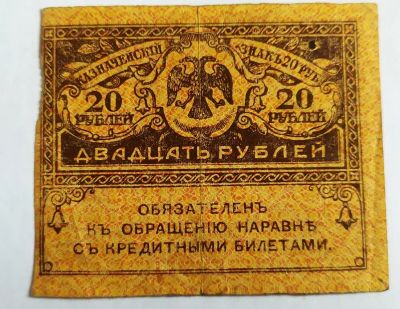 КАЗНАЧЕЙСКІЙ ЗНАКЪ 20 РУБ.
20 РУБЛЕЙ
20 РУБЛЕЙ
ДВАДЦАТЬ РУБЛЕЙ
ОБЯЗАТЕЛЕНЪ
КЪ ОБРАЩЕНІЮ НАРАВНѢ
СЪ КРЕДИТНЫМИ БИЛЕТАМИ.